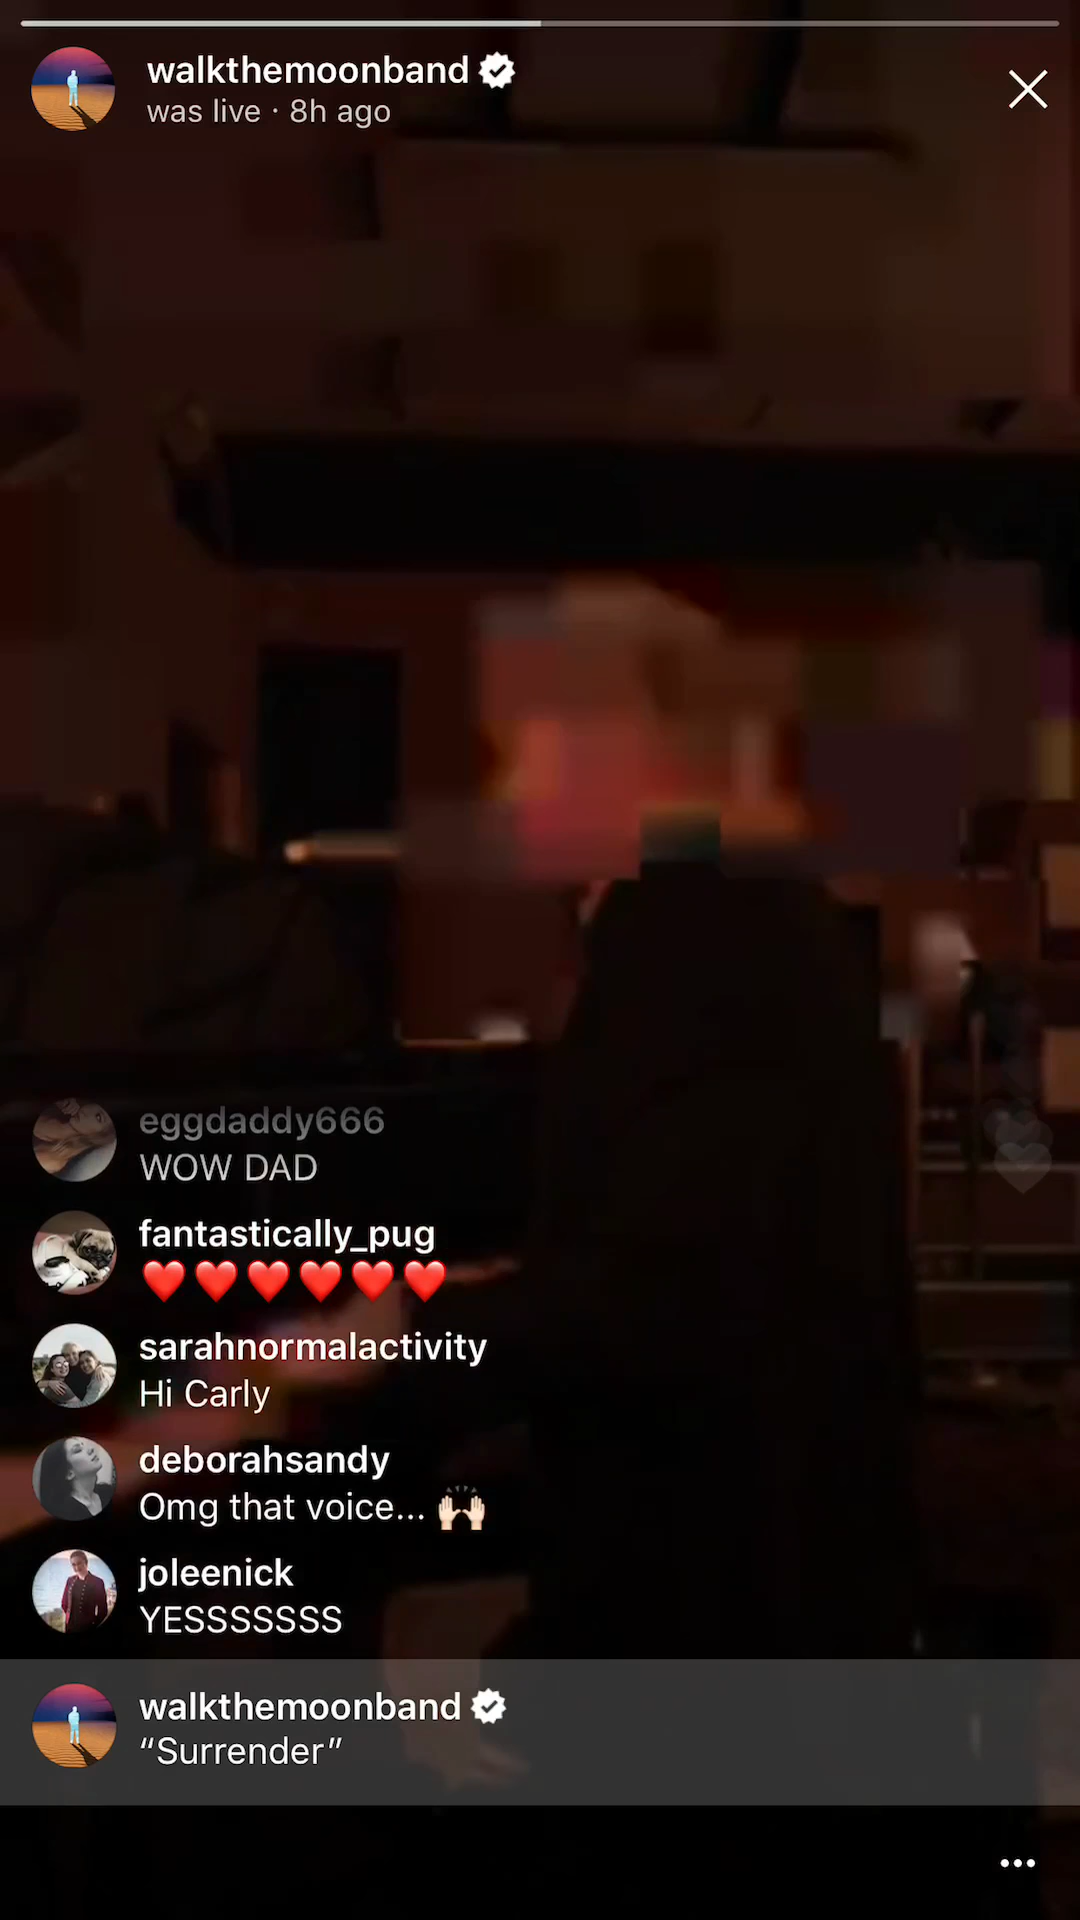 walkthemoonband
was live · 8h ago
eggdaddy666
WOW DAD
fantastically_pug
❤️❤️❤️❤️❤️❤️
sarahnormalactivity
Hi Carly
deborahsandy
Omg that voice... 🙌🏻
joleenick
YESSSSSSS
walkthemoonband
“Surrender”